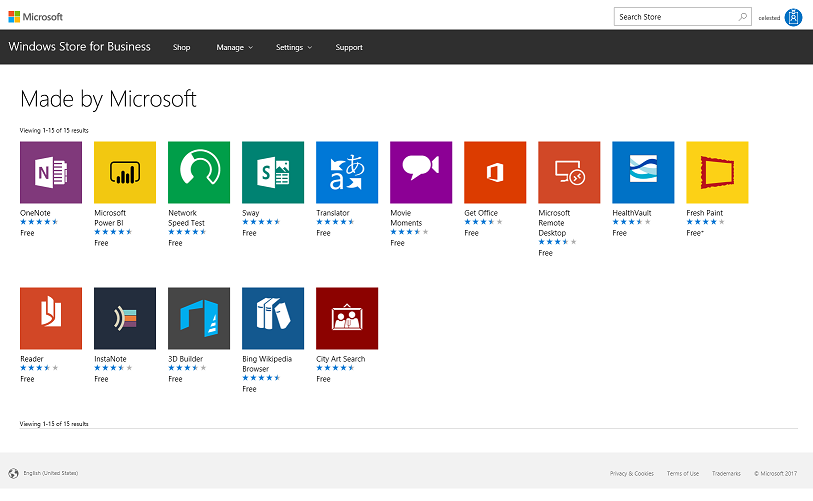 Microsoft
Search Store
celested
Windows Store for Business
Shop
Manage
Settings
Support
Made by Microsoft
Viewing 1-15 of 15 results
OneNote
Free
Microsoft
Power BI
Free
Network
Speed Test
Free
Sway
Free
Translator
Free
Movie
Moments
Free
Get Office
Free
Microsoft
Remote
Desktop
Free
HealthVault
Free
Fresh Paint
Free+
Reader
Free
InstaNote
Free
3D Builder
Free
Bing Wikipedia
Browser
Free
City Art Search
Free
Viewing 1-15 of 15 results
English (United States)
Privacy & Cookies
Terms of Use
Trademarks
© Microsoft 2017